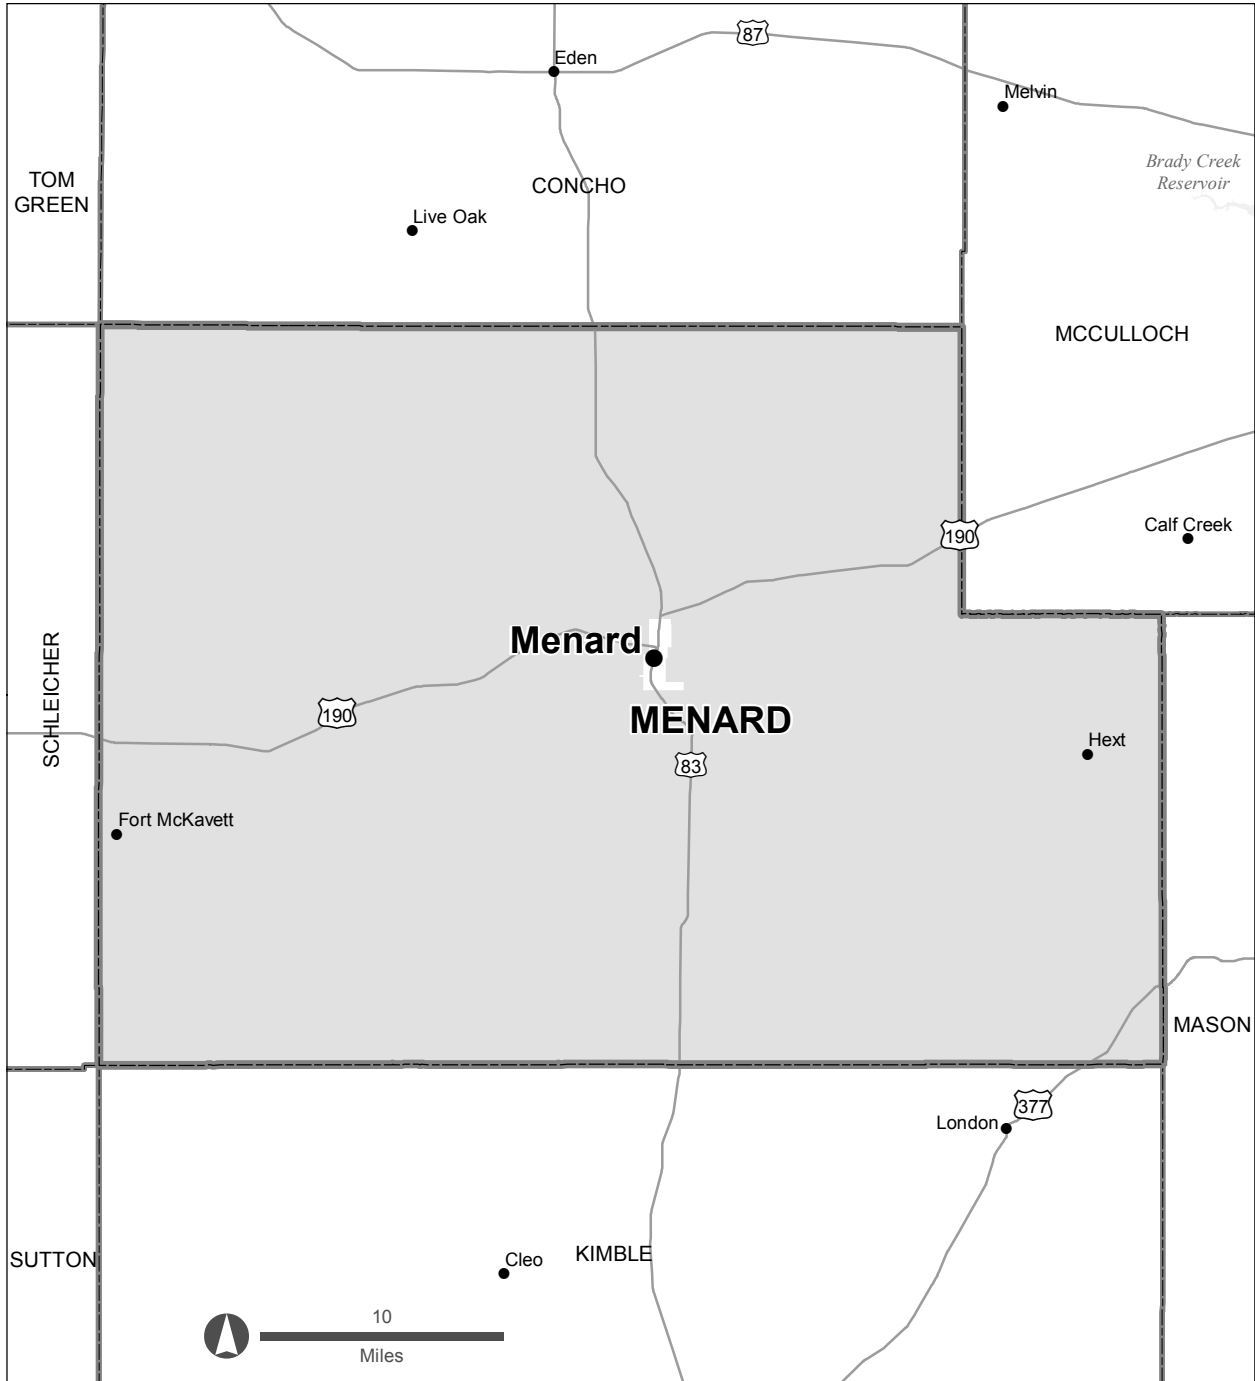 87
Eden
Melvin
Brady Creek
Reservoir
TOM
GREEN
CONCHO
Live Oak
MCCULLOCH
Calf Creek
190
Menard
SCHLEICHER
190
MENARD
Hext
83
Fort McKavett
MASON
377
London
SUTTON
Cleo
KIMBLE
10
Miles